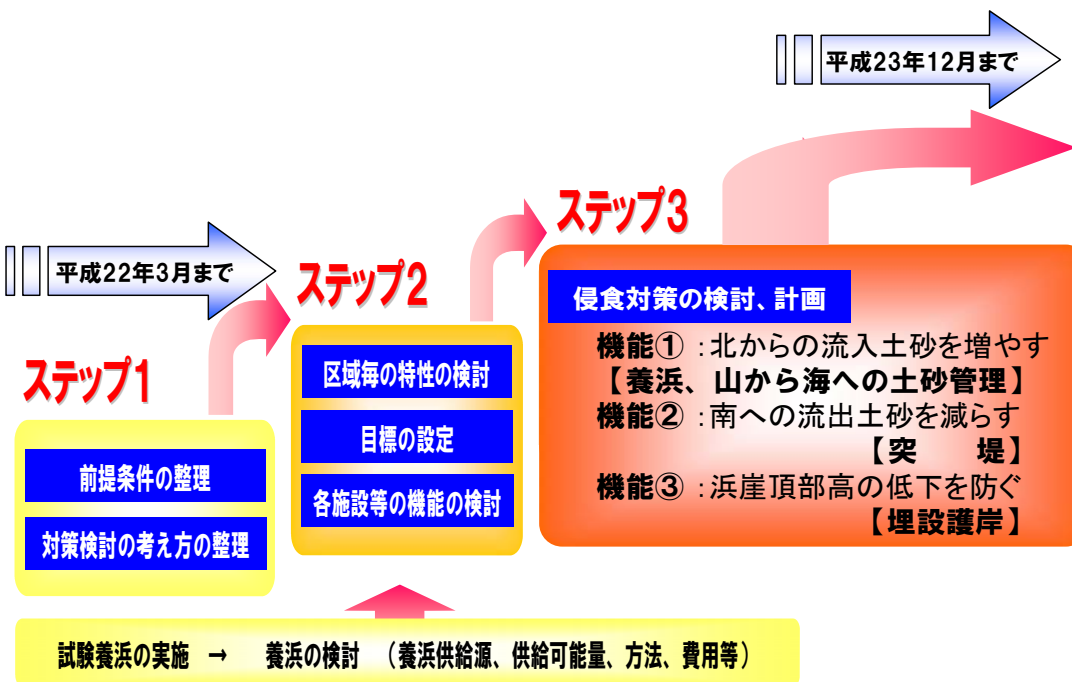 平成23年12月まで
平成22年3月まで
ステップ1
前提条件の整理
対策検討の考え方の整理
ステップ2
区域毎の特性の検討
目標の設定
各施設等の機能の検討
ステップ3
侵食対策の検討、計画
機能①：北からの流入土砂を増やす
【養浜、山から海への土砂管理】
機能②：南への流出土砂を減らす
【突　　堤】
機能③：浜崖頂部高の低下を防ぐ
【埋設護岸】
試験養浜の実施　→　養浜の検討　（養浜供給源、供給可能量、方法、費用等）